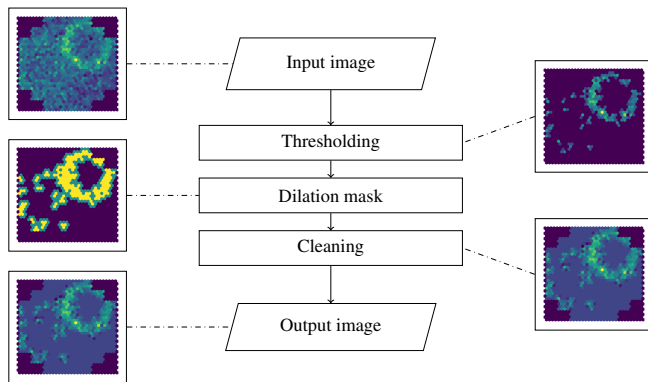 Input image
Thresholding
Dilation mask
Cleaning
Output image